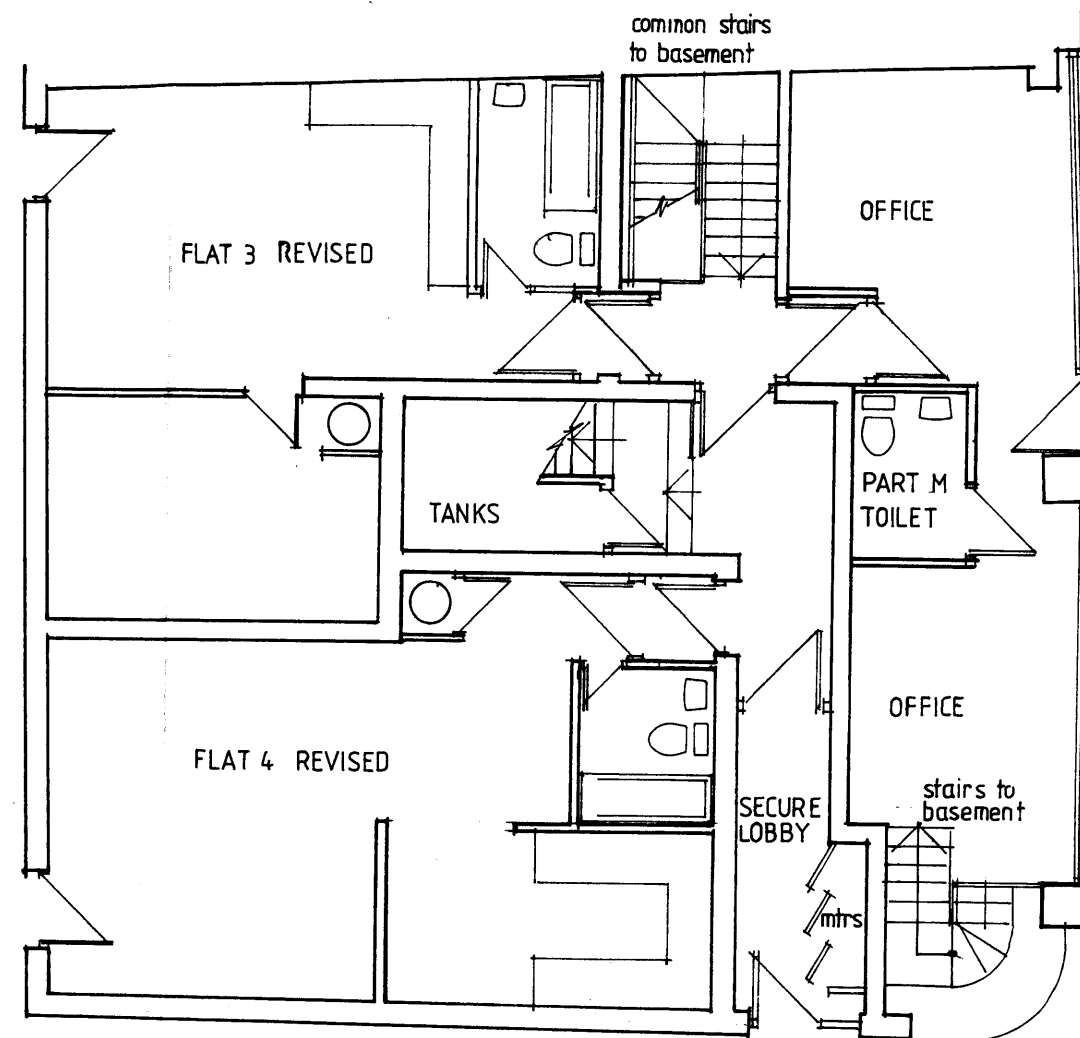 common stairs
to basement
OFFICE
FLAT 3 REVISED
TANKS
PART M
TOILET
OFFICE
FLAT 4 REVISED
stairs to
basement
SECURE
LOBBY
mtrs